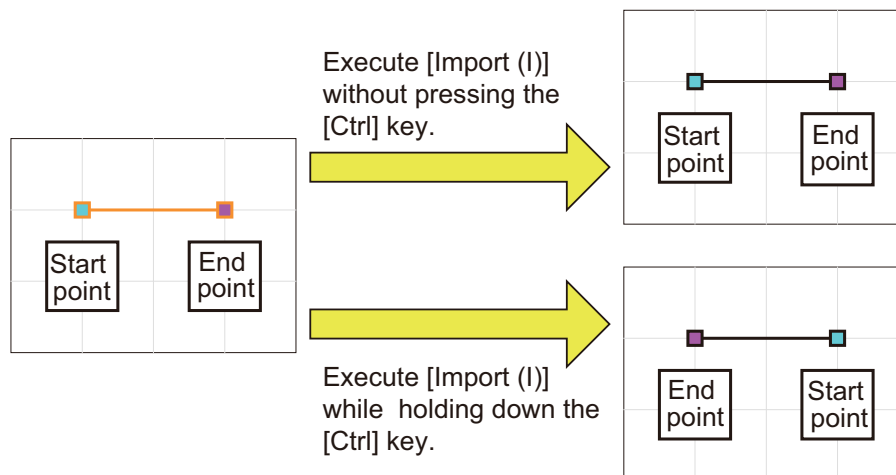 Execute [Import (I)]
without pressing the
[Ctrl] key.
Start
point
End
point
Start
point
End
point
Execute [Import (I)]
while  holding down the
[Ctrl] key.
End
point
Start
point